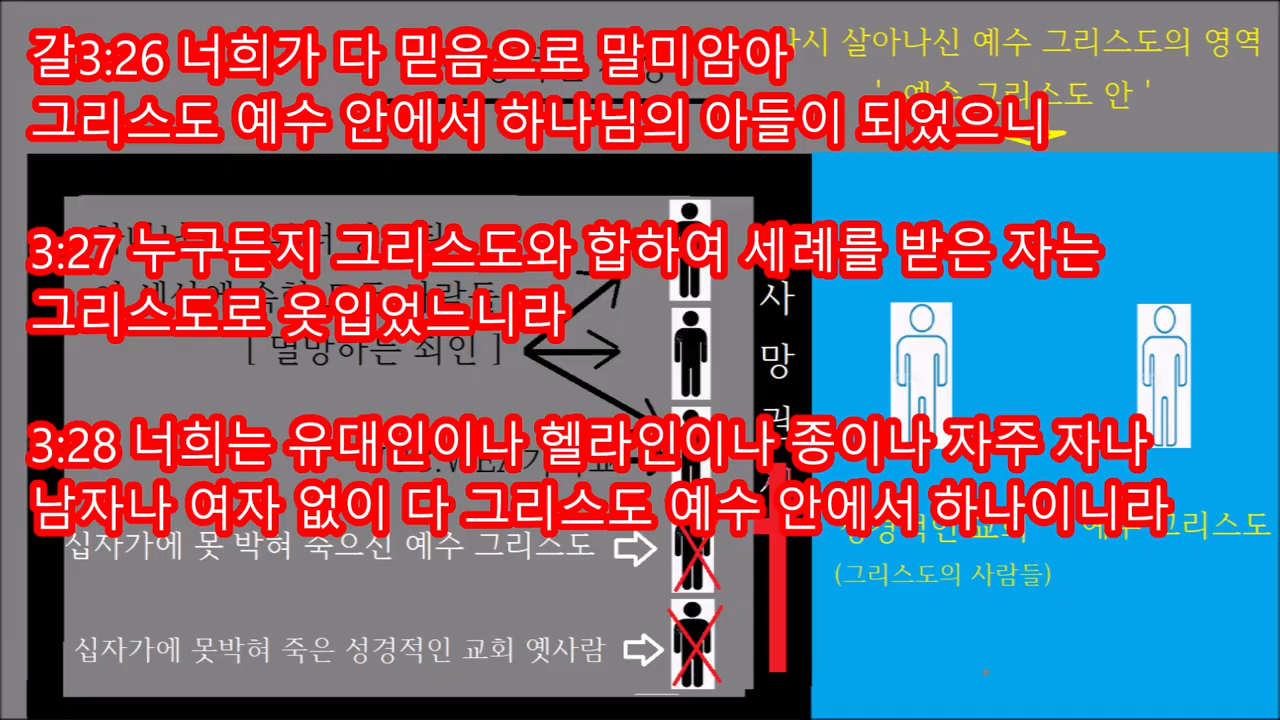 갈3:26 너희가 다 믿음으로 말미암아
그리스도 예수 안에서 하나님의 아들이 되었으니
다시 살아나신 예수 그리스도의 영역
' 예수 그리스도 안 '
3:27 누구든지 그리스도와 합하여 세례를 받은 자는
그리스도로 옷입었느니라
[ 멸망하는 죄인 ]
사
망
3:28 너희는 유대인이나 헬라인이나 종이나 자주 자나
남자나 여자 없이 다 그리스도 예수 안에서 하나이니라
십자가에 못 박혀 죽으신 예수 그리스도
예수 그리스도
(그리스도의 사람들)
십자가에 못박혀 죽은 성경적인 교회 옛사람